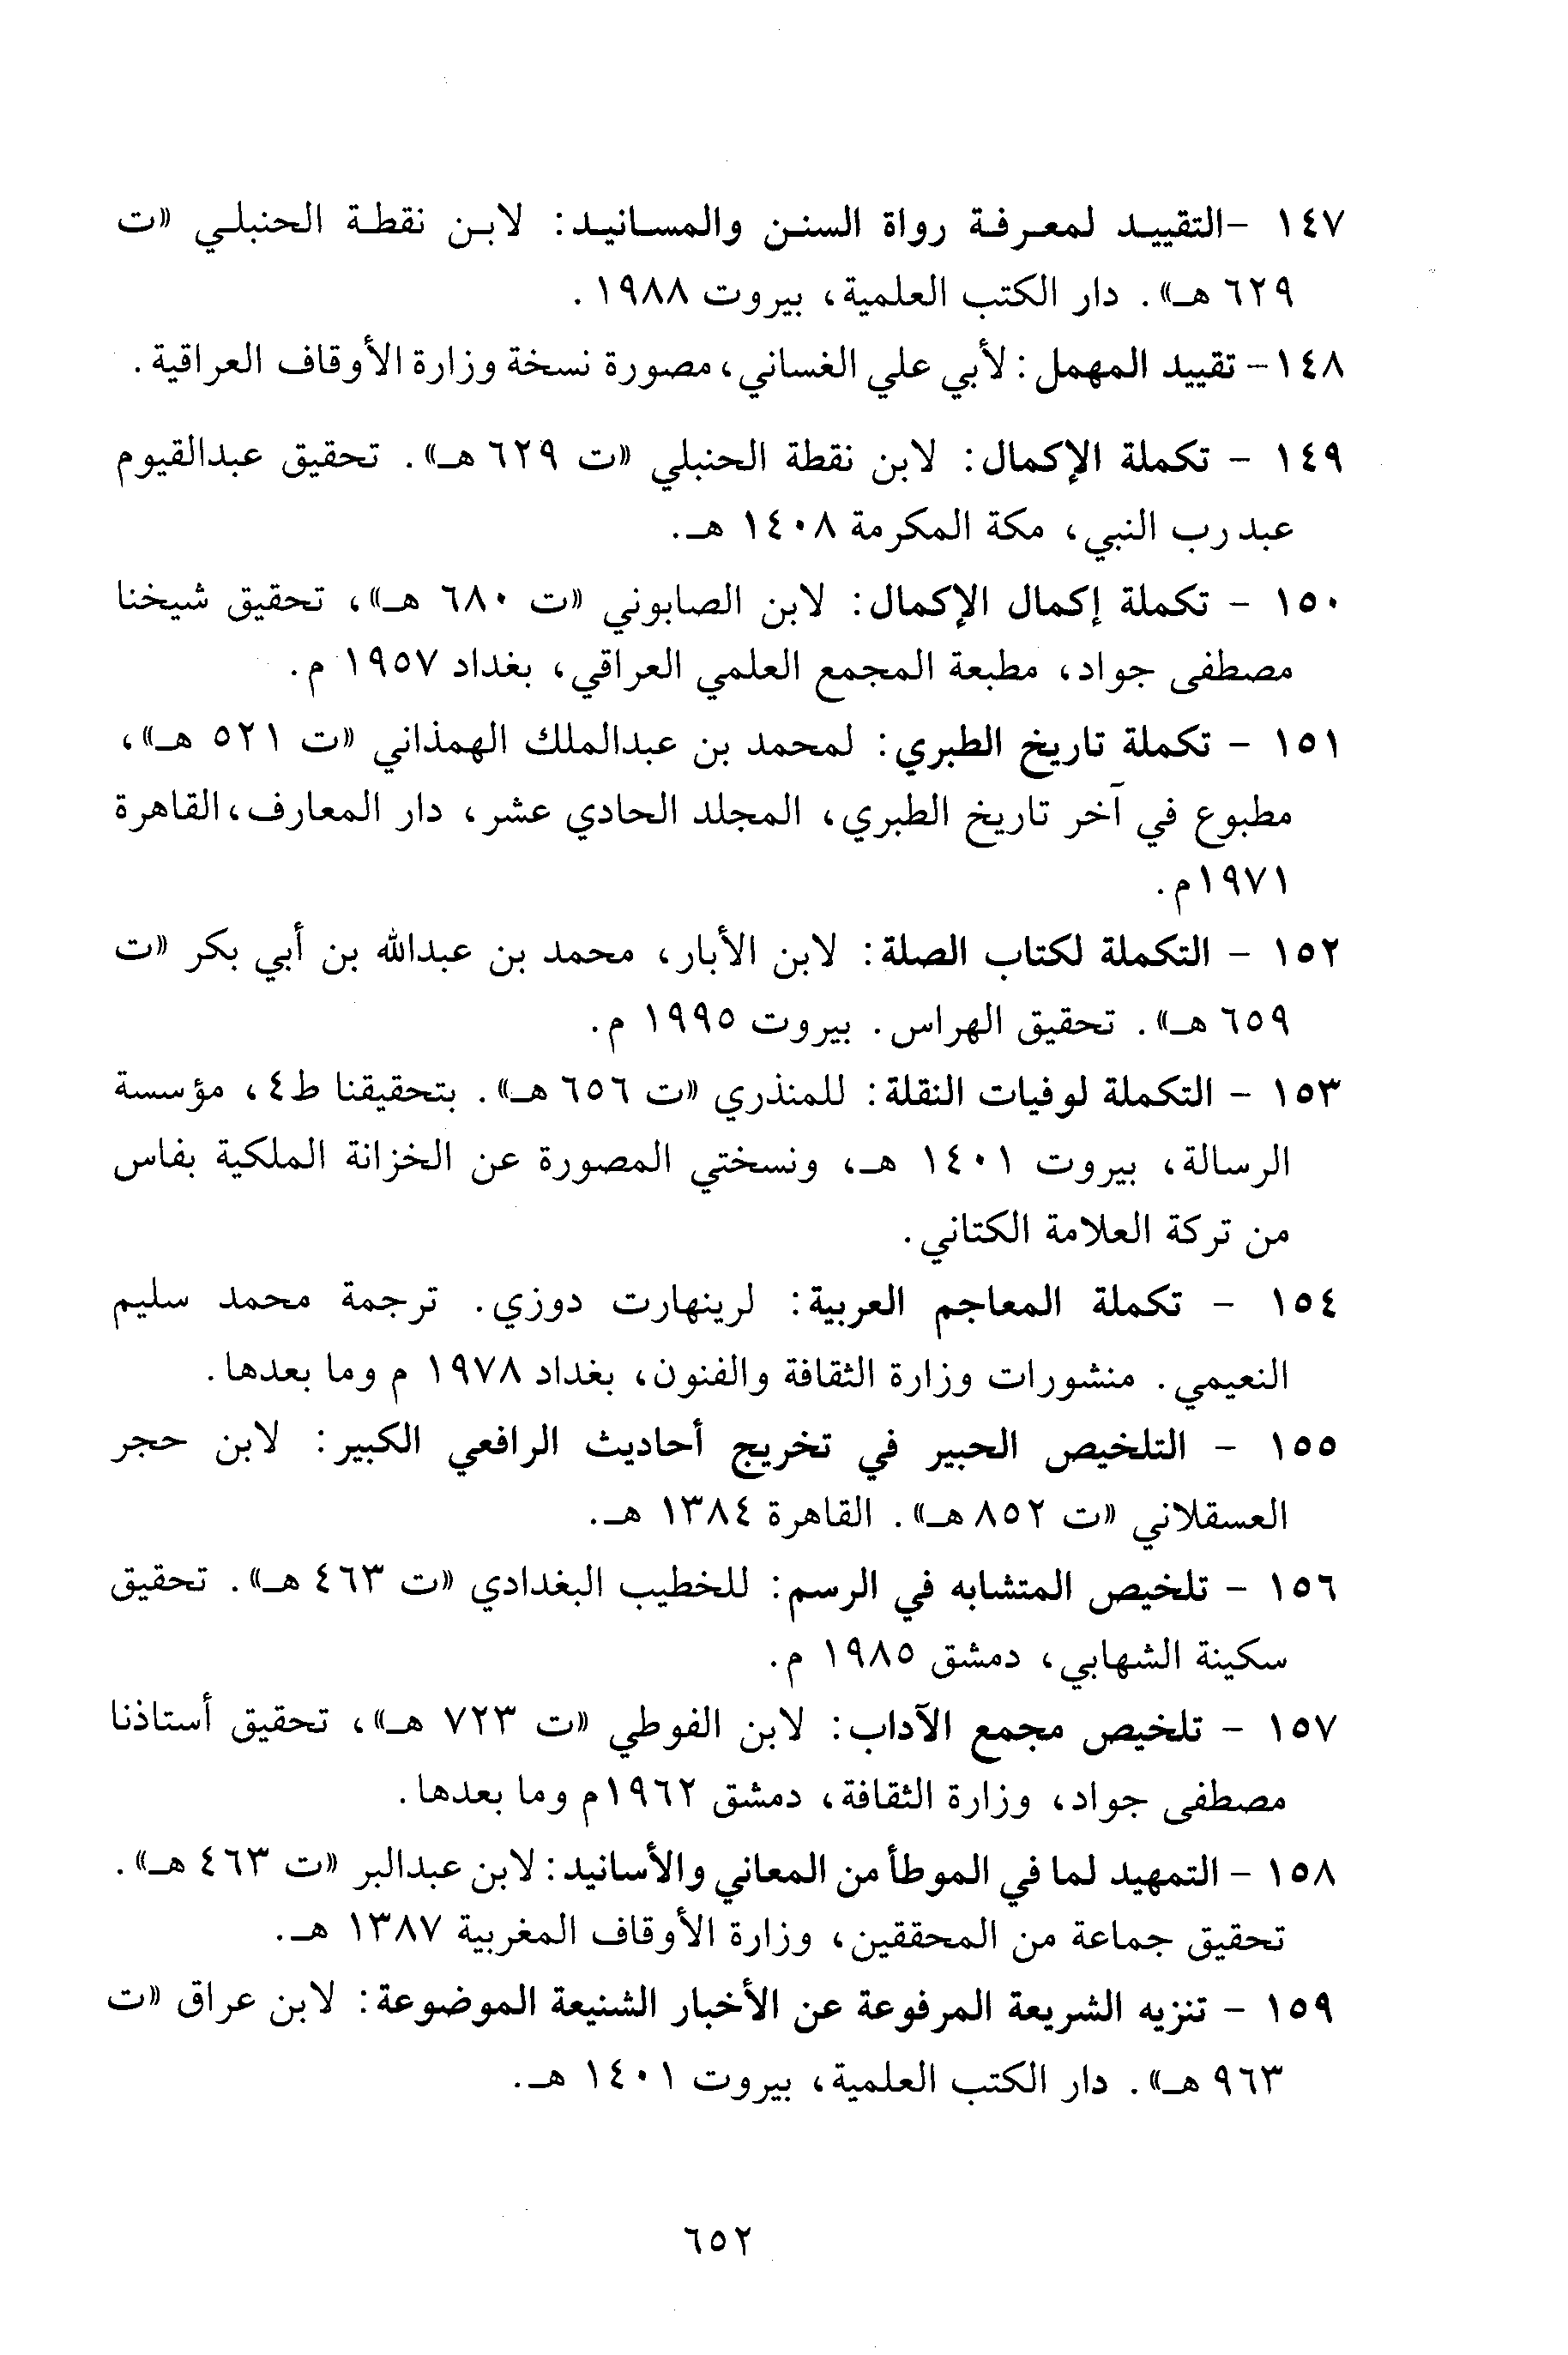 ١٤٧ -التقييد لمعرفة رواة السنن والمسانيد: لابن نقطة الحنبلي «ت
٦٢٩ هـ». دار الكتب العلمية، بيروت ١٩٨٨.
١٤٨- تقييد المهمل: لأبي علي الغساني، مصورة نسخة وزارة الأوقاف العراقية.
١٤٩ - تكملة الإكمال: لابن نقطة الحنبلي «ت ٦٢٩ هـ». تحقيق عبدالقيوم
عبد رب النبي، مكة المكرمة ١٤٠٨ هـ.
١٥٠ - تكملة إكمال الإكمال: لابن الصابوني «ت ٦٨٠ هـ»، تحقيق شيخنا
مصطفى جواد، مطبعة المجمع العلمي العراقي، بغداد ١٩٥٧ م.
١٥١ - تكملة تاريخ الطبري: لمحمد بن عبدالملك الهمذاني «ت ٥٢١ هـ»،
مطبوع في آخر تاريخ الطبري، المجلد الحادي عشر، دار المعارف، القاهرة
١٩٧١م.
١٥٢ - التكملة لكتاب الصلة: لابن الأبار، محمد بن عبدالله بن أبي بكر «ت
٦٥٩ هـ». تحقيق الهراس. بيروت ١٩٩٥ م.
١٥٣ - التكملة لوفيات النقلة: للمنذري «ت ٦٥٦ هـ». بتحقيقنا ط٤، مؤسسة
الرسالة، بيروت ١٤٠١ هـ، ونسختي المصورة عن الخزانة الملكية بفاس
من تركة العلامة الكتاني.
١٥٤ - تكملة المعاجم العربية: لرينهارت دوزي. ترجمة محمد سليم
النعيمي. منشورات وزارة الثقافة والفنون، بغداد ١٩٧٨ م وما بعدها.
١٥٥ - التلخيص الحبير في تخريج أحاديث الرافعي الكبير: لابن حجر
العسقلاني «ت ٨٥٢ هـ». القاهرة ١٣٨٤ هـ.
١٥٦ - تلخيص المتشابه في الرسم: للخطيب البغدادي «ت ٤٦٣ هـ». تحقيق
سكينة الشهابي، دمشق ١٩٨٥ م.
١٥٧ - تلخيص مجمع الآداب: لابن الفوطي «ت ٧٢٣ هـ»، تحقيق أستاذنا
مصطفى جواد، وزارة الثقافة، دمشق ١٩٦٢م وما بعدها.
١٥٨ - التمهيد لما في الموطأ من المعاني والأسانيد: لابن عبدالبر «ت ٤٦٣ هـ».
تحقيق جماعة من المحققين، وزارة الأوقاف المغربية ١٣٨٧ هـ.
١٥٩ - تنزيه الشريعة المرفوعة عن الأخبار الشنيعة الموضوعة: لابن عراق «ت
٩٦٣ هـ». دار الكتب العلمية، بيروت ١٤٠١ هـ.
٦٥٢